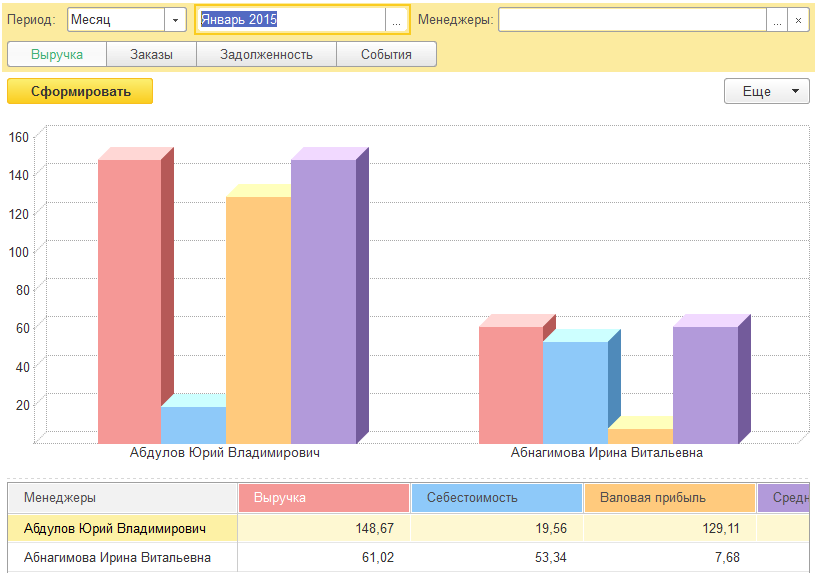 Период: Месяц Январь 2015 ... Менеджеры: ... ×
Выручка Заказы Задолженность События
Сформировать Еще
160
140
120
100
80
60
40
20
Абдулов Юрий Владимирович Абнагимова Ирина Витальевна
Менеджеры Выручка Себестоимость Валовая прибыль Средн
Абдулов Юрий Владимирович 148,67 19,56 129,11
Абнагимова Ирина Витальевна 61,02 53,34 7,68